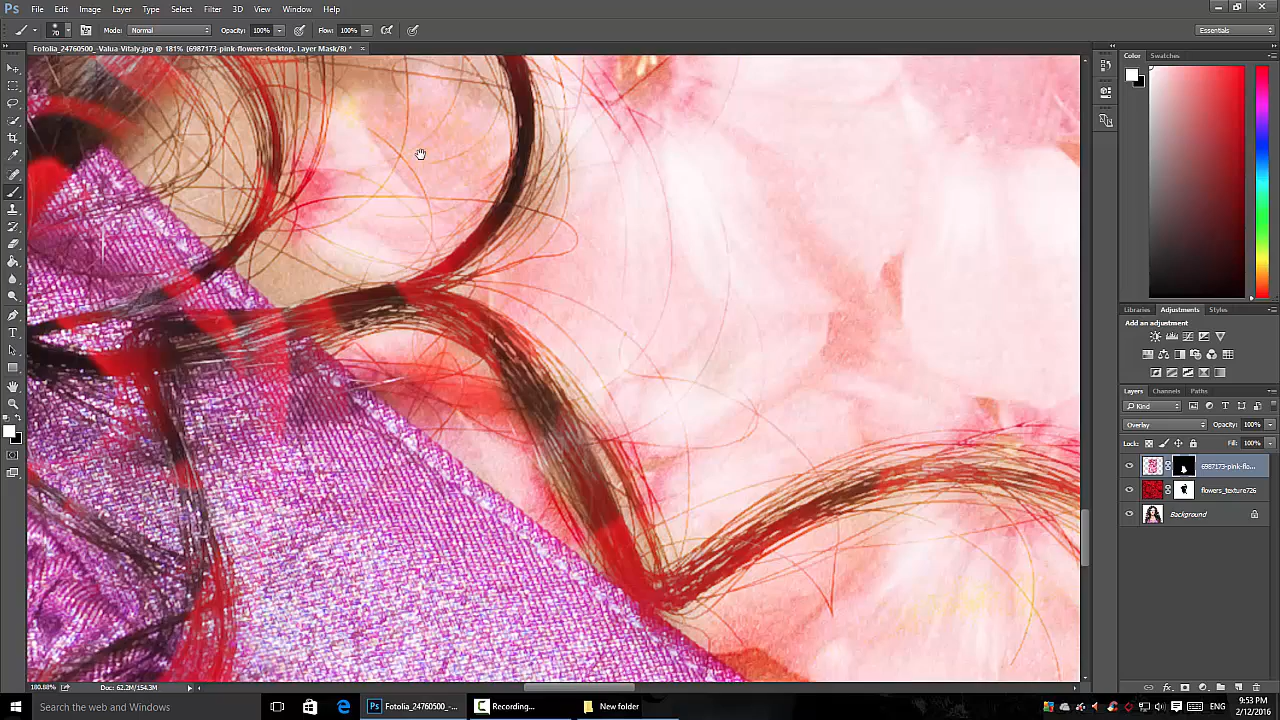 Ps File Edit Image Layer Type Select Filter 3D View Window Help
70 Mode: Normal Opacity: 100% Flow: 100% Essentials
Fotolia_24760500_-Valua-Vitaly.jpg @ 181% (6987173-pink-flowers-desktop, Layer Mask/8) *
Color Swatches
Libraries Adjustments Styles
Add an adjustment
Layers Channels Paths
Kind
Overlay Opacity: 100%
Lock: Fill: 100%
6987173-pink-flo...
flowers_texture726
Background
180.88% Doc: 62.2M/154.3M
Search the web and Windows
Ps Fotolia_24760500_-... Recording... New folder
9:53 PM
2/12/2016